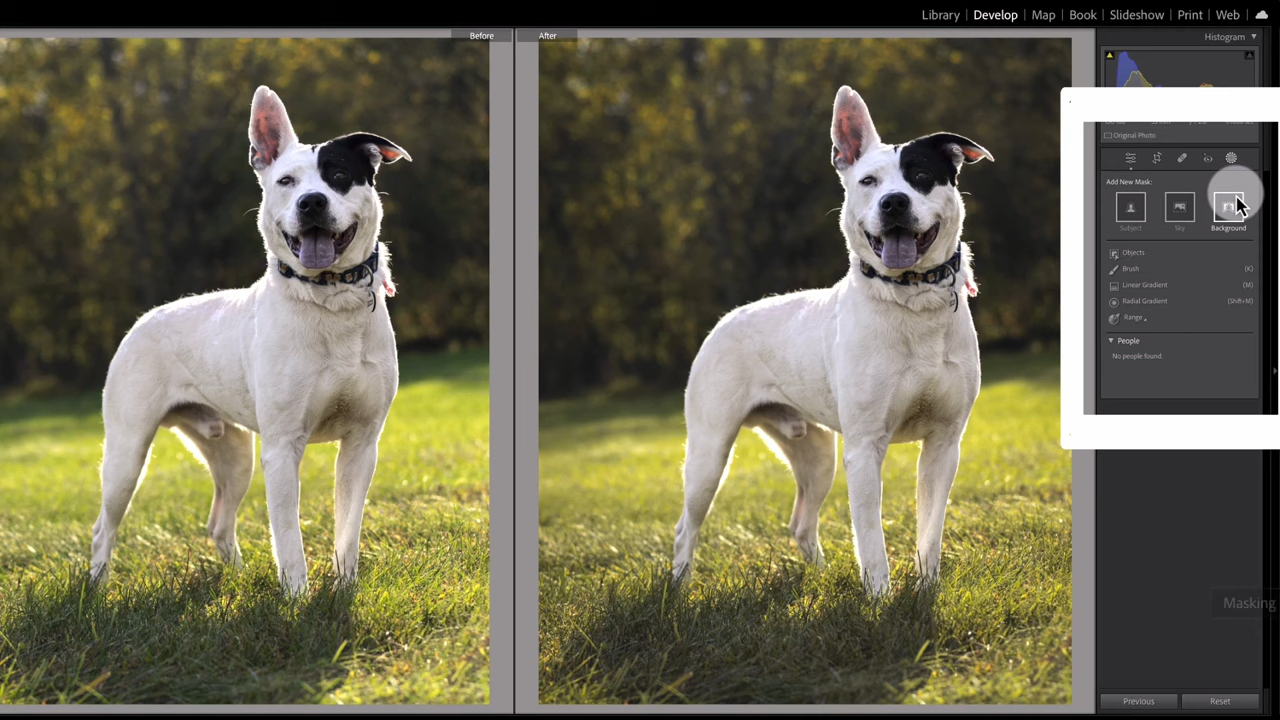 Library | Develop | Map | Book | Slideshow | Print | Web
Before
After
Histogram
Original Photo
Add New Mask:
Subject
Sky
Background
Objects
Brush (K)
Linear Gradient (M)
Radial Gradient (Shift+M)
Range
People
No people found.
Masking
Previous
Reset